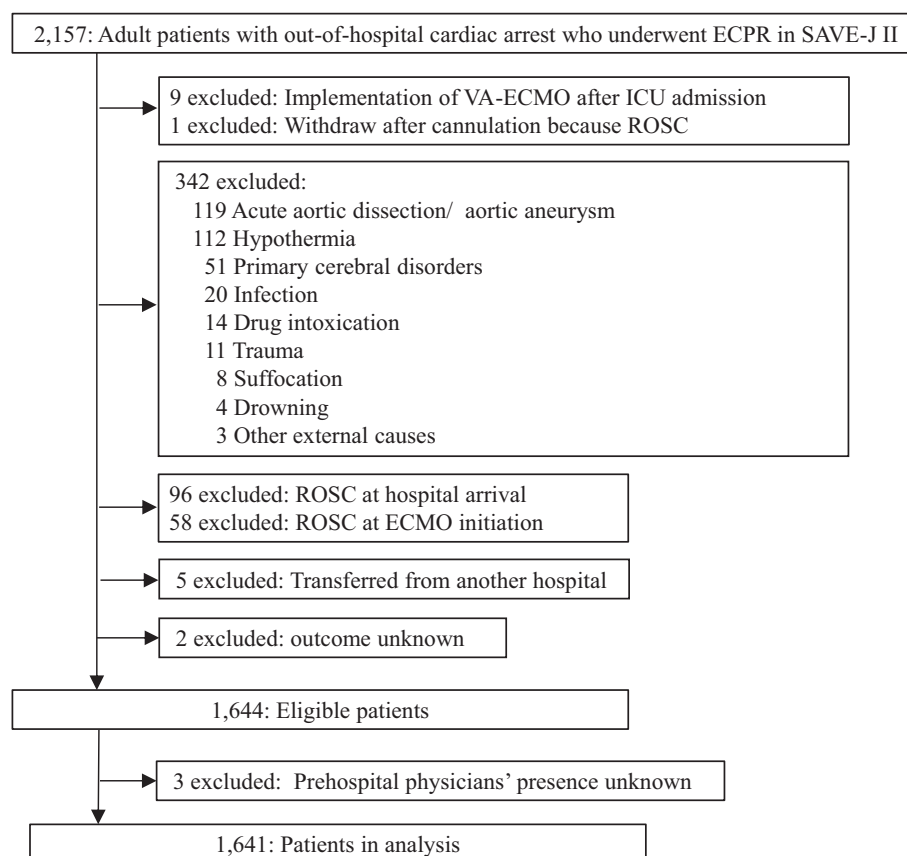 2,157: Adult patients with out-of-hospital cardiac arrest who underwent ECPR in SAVE-J II
9 excluded: Implementation of VA-ECMO after ICU admission
1 excluded: Withdraw after cannulation because ROSC
342 excluded:
119 Acute aortic dissection/ aortic aneurysm
112 Hypothermia
51 Primary cerebral disorders
20 Infection
14 Drug intoxication
11 Trauma
8 Suffocation
4 Drowning
3 Other external causes
96 excluded: ROSC at hospital arrival
58 excluded: ROSC at ECMO initiation
5 excluded: Transferred from another hospital
2 excluded: outcome unknown
1,644: Eligible patients
3 excluded: Prehospital physicians' presence unknown
1,641: Patients in analysis